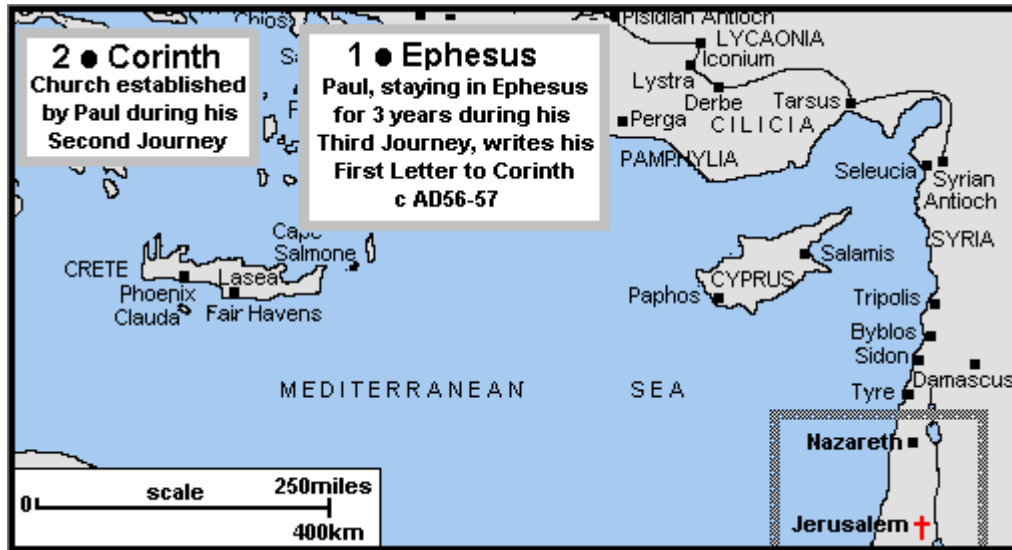 Chios
Pisidian Antioch
2 ● Corinth
Church established
by Paul during his
Second Journey
1 ● Ephesus
Paul, staying in Ephesus
for 3 years during his
Third Journey, writes his
First Letter to Corinth
c AD56-57
LYCAONIA
Iconium
Lystra
Derbe
Tarsus
Perga
CILICIA
PAMPHYLIA
Seleucia
Syrian
Antioch
SYRIA
Cape
Salmone
CRETE
Lasea
Phoenix
Clauda
Fair Havens
Salamis
CYPRUS
Paphos
Tripolis
Byblos
Sidon
Damascus
Tyre
MEDITERRANEAN SEA
Nazareth
Jerusalem
scale
250miles
0
400km